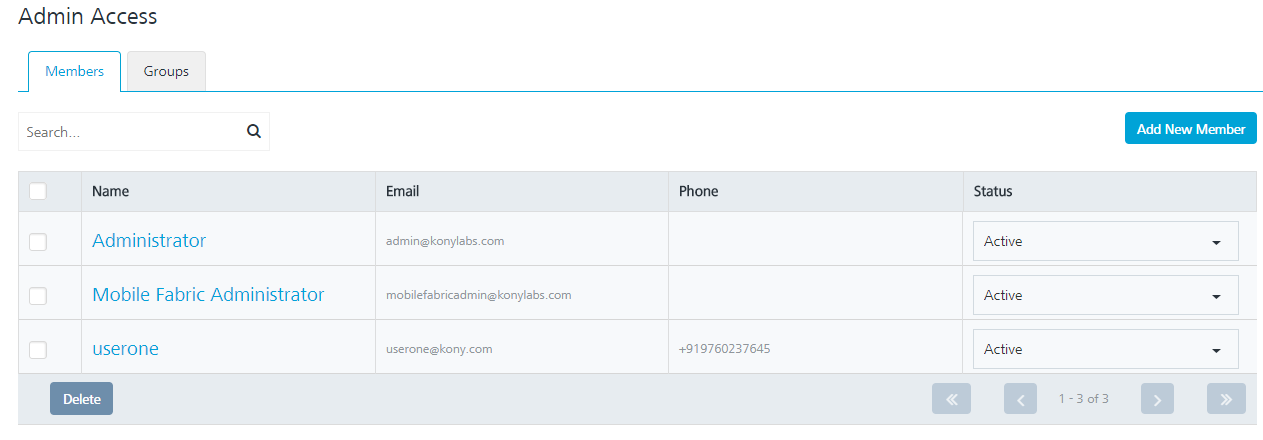 Admin Access
Members Groups
Search...
Add New Member
Name Email Phone Status
Administrator admin@konylabs.com Active
Mobile Fabric Administrator mobilefabricadmin@konylabs.com Active
userone userone@kony.com +919760237645 Active
Delete « ‹ 1 - 3 of 3 › »